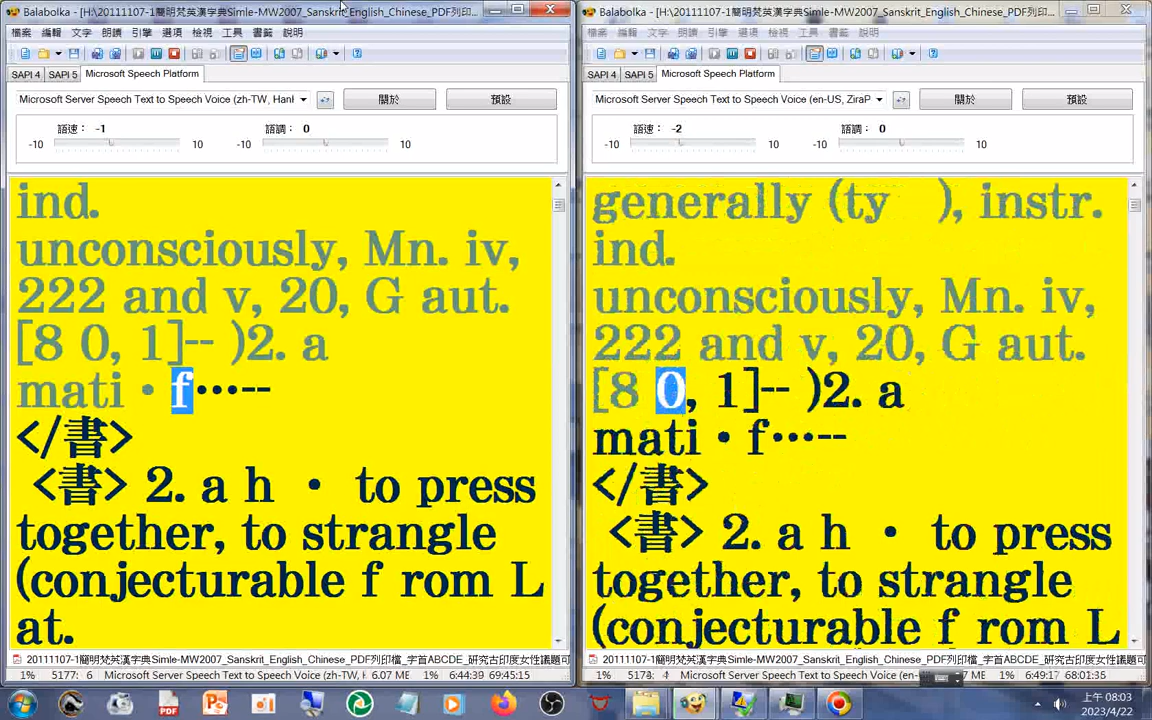 Balabolka - [H:\20111107-1簡明梵英漢字典Simle-MW2007_Sanskrit_English_Chinese_PDF列印...
檔案 編輯 文字 朗讀 引擎 選項 檢視 工具 書籤 說明
SAPI 4 SAPI 5 Microsoft Speech Platform
Microsoft Server Speech Text to Speech Voice (zh-TW, Hanl
關於
預設
語速： -1
語調： 0
-10 10 -10 10
ind.
unconsciously, Mn. iv,
222 and v, 20, G aut.
[8 0, 1]-- )2. a
mati • f…--
</書>
<書> 2. a h • to press
together, to strangle
(conjecturable f rom L
at.
20111107-1簡明梵英漢字典Simle-MW2007_Sanskrit_English_Chinese_PDF列印檔_字首ABCDE_研究古印度女性議題可
1% 5177: 6 Microsoft Server Speech Text to Speech Voice (zh-TW, H 6.07 MB 1% 6:44:39 69:45:15
Balabolka - [H:\20111107-1簡明梵英漢字典Simle-MW2007_Sanskrit_English_Chinese_PDF列印...
檔案 編輯 文字 朗讀 引擎 選項 檢視 工具 書籤 說明
SAPI 4 SAPI 5 Microsoft Speech Platform
Microsoft Server Speech Text to Speech Voice (en-US, ZiraP
關於
預設
語速： -2
語調： 0
-10 10 -10 10
generally (ty ), instr.
ind.
unconsciously, Mn. iv,
222 and v, 20, G aut.
[8 0, 1]-- )2. a
mati • f…--
</書>
<書> 2. a h • to press
together, to strangle
(conjecturable f rom L
20111107-1簡明梵英漢字典Simle-MW2007_Sanskrit_English_Chinese_PDF列印檔_字首ABCDE_研究古印度女性議題可
1% 5174: 4 Microsoft Server Speech Text to Speech Voice 1% 6:49:17 68:01:35
上午 08:03
2023/4/22